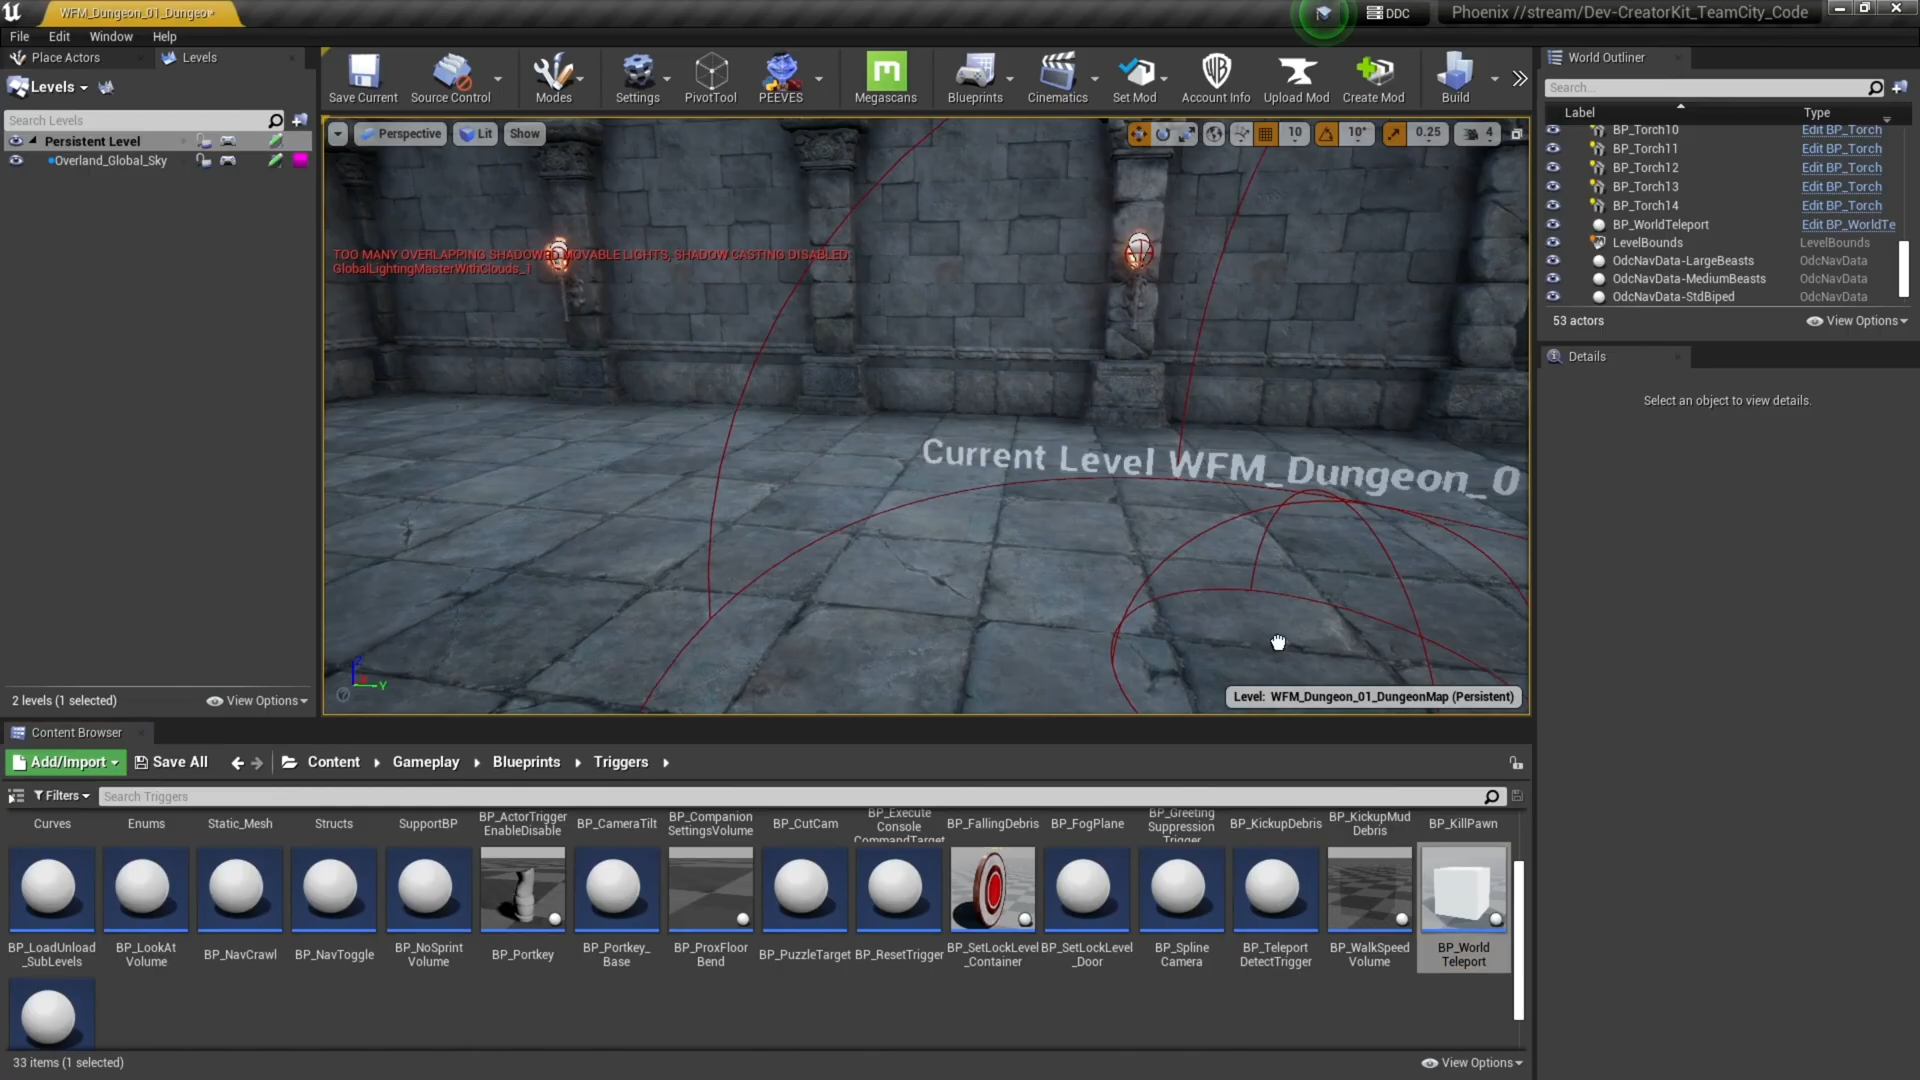 WFM_Dungeon_01_Dungeo•
DDC
Phoenix //stream/Dev-CreatorKit_TeamCity_Code
File Edit Window Help
Place Actors
Levels
Levels
Search Levels
Persistent Level
Overland_Global_Sky
2 levels (1 selected)
View Options
Save Current
Source Control
Modes
Settings
PivotTool
PEEVES
Megascans
Blueprints
Cinematics
Set Mod
Account Info
Upload Mod
Create Mod
Build
Perspective
Lit
Show
10
10°
0.25
4
TOO MANY OVERLAPPING SHADOWED MOVABLE LIGHTS, SHADOW CASTING DISABLED:
GlobalLightingMasterWithClouds_1
Current Level WFM_Dungeon_0
Z
Y
Level: WFM_Dungeon_01_DungeonMap (Persistent)
World Outliner
Search...
Label Type
BP_Torch10 Edit BP_Torch
BP_Torch11 Edit BP_Torch
BP_Torch12 Edit BP_Torch
BP_Torch13 Edit BP_Torch
BP_Torch14 Edit BP_Torch
BP_WorldTeleport Edit BP_WorldTe
LevelBounds LevelBounds
OdcNavData-LargeBeasts OdcNavData
OdcNavData-MediumBeasts OdcNavData
OdcNavData-StdBiped OdcNavData
53 actors
View Options
Details
Select an object to view details.
Content Browser
Add/Import
Save All
Content
Gameplay
Blueprints
Triggers
Filters
Search Triggers
Curves
Enums
Static_Mesh
Structs
SupportBP
BP_ActorTrigger
EnableDisable
BP_CameraTilt
BP_Companion
SettingsVolume
BP_CutCam
BP_Execute
Console
CommandTarget
BP_FallingDebris
BP_FogPlane
BP_Greeting
Suppression
Trigger
BP_KickupDebris
BP_KickupMud
Debris
BP_KillPawn
BP_LoadUnload
_SubLevels
BP_LookAt
Volume
BP_NavCrawl
BP_NavToggle
BP_NoSprint
Volume
BP_Portkey
BP_Portkey_
Base
BP_ProxFloor
Bend
BP_PuzzleTarget
BP_ResetTrigger
BP_SetLockLevel
_Container
BP_SetLockLevel
_Door
BP_Spline
Camera
BP_Teleport
DetectTrigger
BP_WalkSpeed
Volume
BP_World
Teleport
33 items (1 selected)
View Options